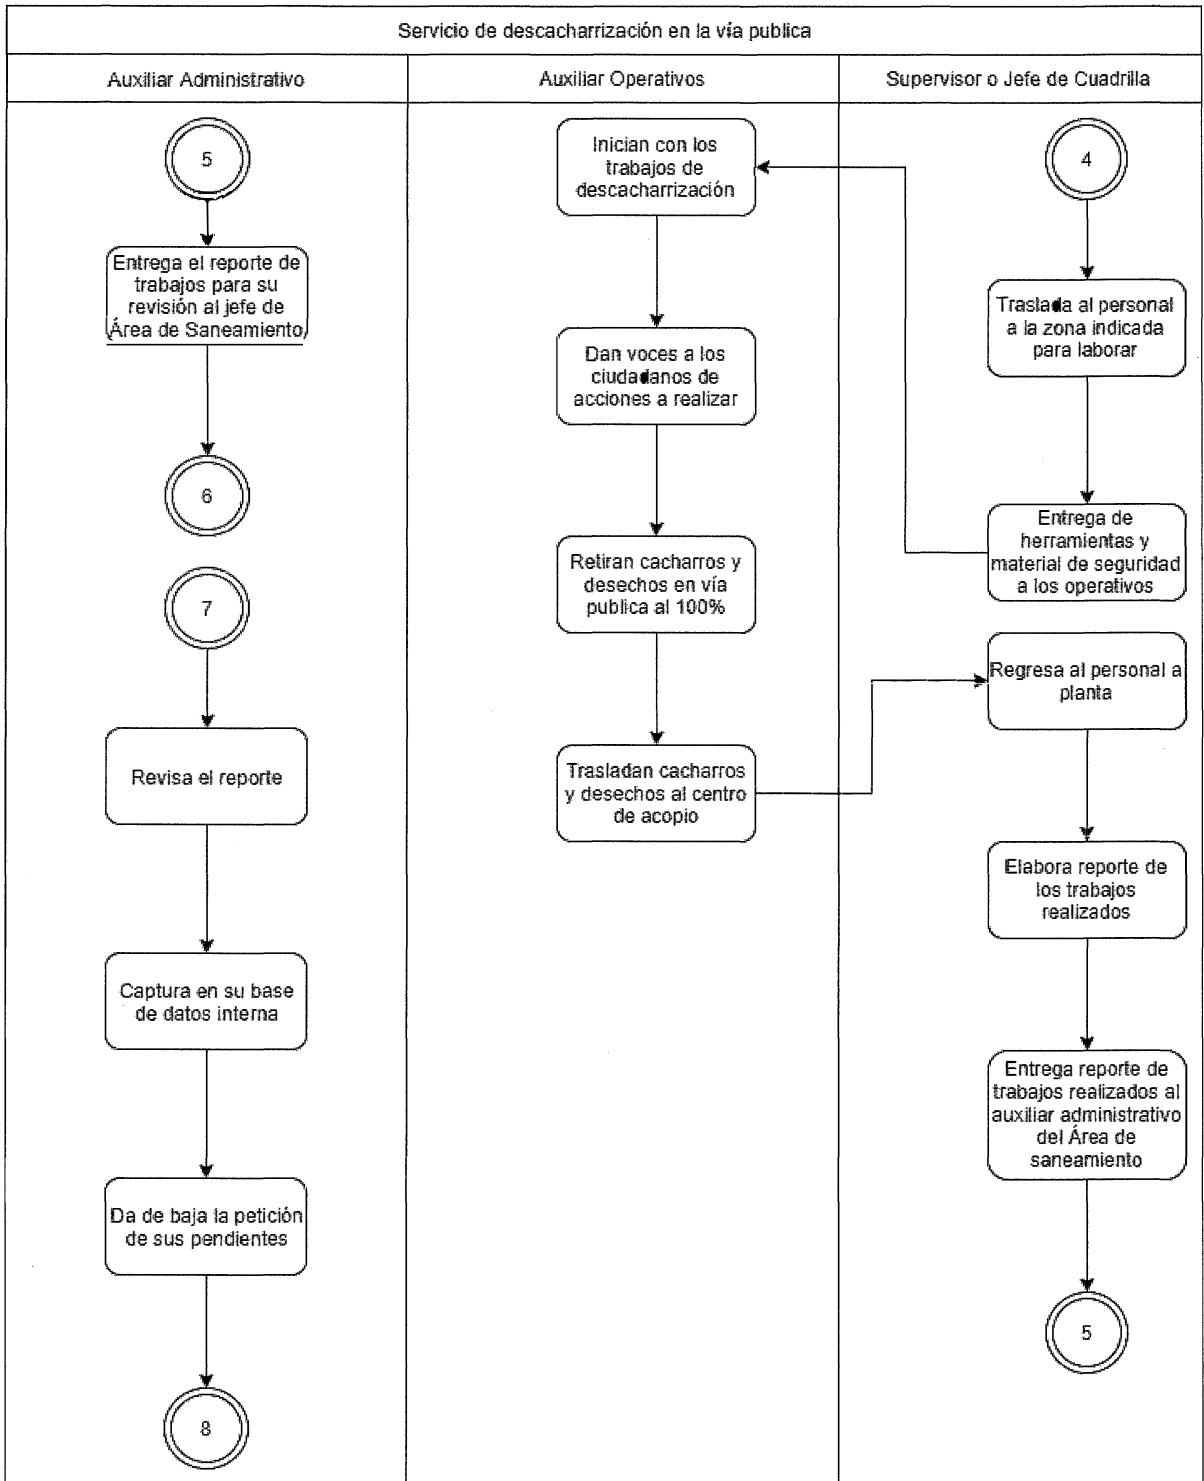 Servicio de descacharrización en la vía publica
Auxiliar Administrativo
Auxiliar Operativos
Supervisor o Jefe de Cuadrilla
5
Entrega el reporte de
trabajos para su
revisión al jefe de
Área de Saneamiento
6
7
Revisa el reporte
Captura en su base
de datos interna
Da de baja la petición
de sus pendientes
8
Inician con los
trabajos de
descacharrización
Dan voces a los
ciudadanos de
acciones a realizar
Retiran cacharros y
desechos en vía
publica al 100%
Trasladan cacharros
y desechos al centro
de acopio
4
Traslada al personal
a la zona indicada
para laborar
Entrega de
herramientas y
material de seguridad
a los operativos
Regresa al personal a
planta
Elabora reporte de
los trabajos
realizados
Entrega reporte de
trabajos realizados al
auxiliar administrativo
del Área de
saneamiento
5